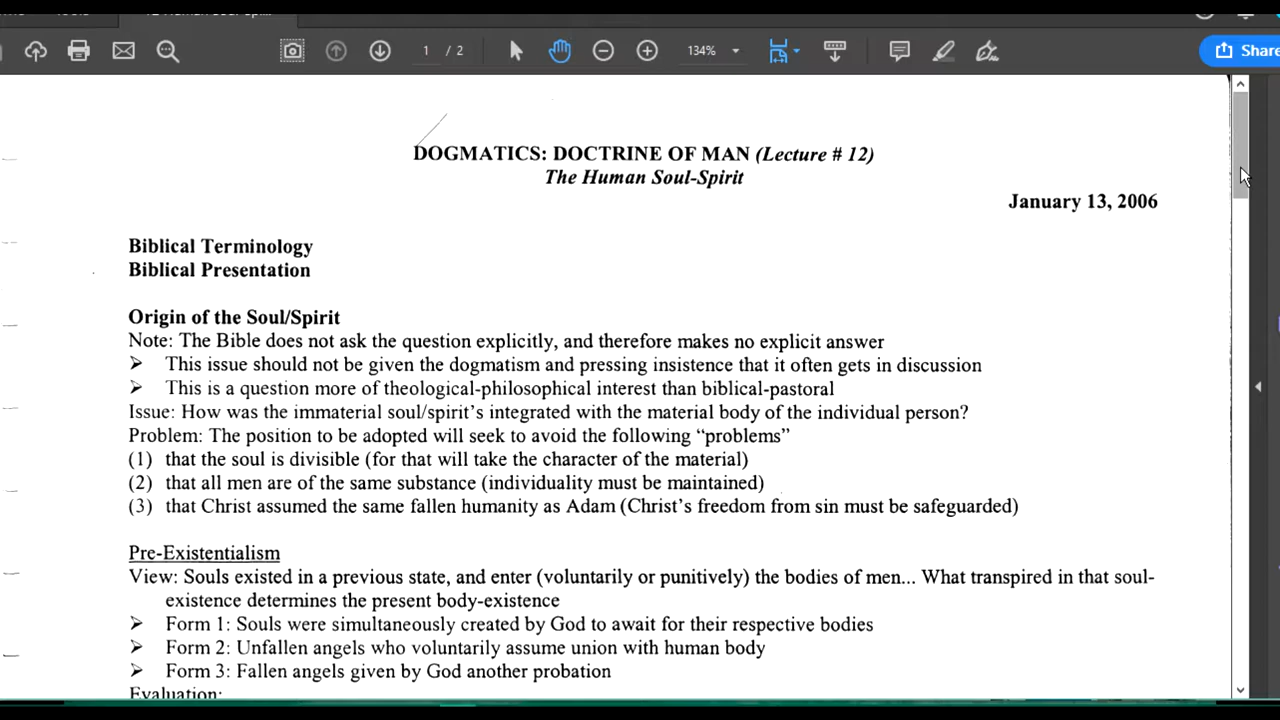 1 / 2
134%
Share
DOGMATICS: DOCTRINE OF MAN (Lecture # 12)
The Human Soul-Spirit
January 13, 2006
Biblical Terminology
Biblical Presentation
Origin of the Soul/Spirit
Note: The Bible does not ask the question explicitly, and therefore makes no explicit answer
➢ This issue should not be given the dogmatism and pressing insistence that it often gets in discussion
➢ This is a question more of theological-philosophical interest than biblical-pastoral
Issue: How was the immaterial soul/spirit's integrated with the material body of the individual person?
Problem: The position to be adopted will seek to avoid the following "problems"
(1) that the soul is divisible (for that will take the character of the material)
(2) that all men are of the same substance (individuality must be maintained)
(3) that Christ assumed the same fallen humanity as Adam (Christ's freedom from sin must be safeguarded)
Pre-Existentialism
View: Souls existed in a previous state, and enter (voluntarily or punitively) the bodies of men... What transpired in that soul-
existence determines the present body-existence
➢ Form 1: Souls were simultaneously created by God to await for their respective bodies
➢ Form 2: Unfallen angels who voluntarily assume union with human body
➢ Form 3: Fallen angels given by God another probation
Evaluation: